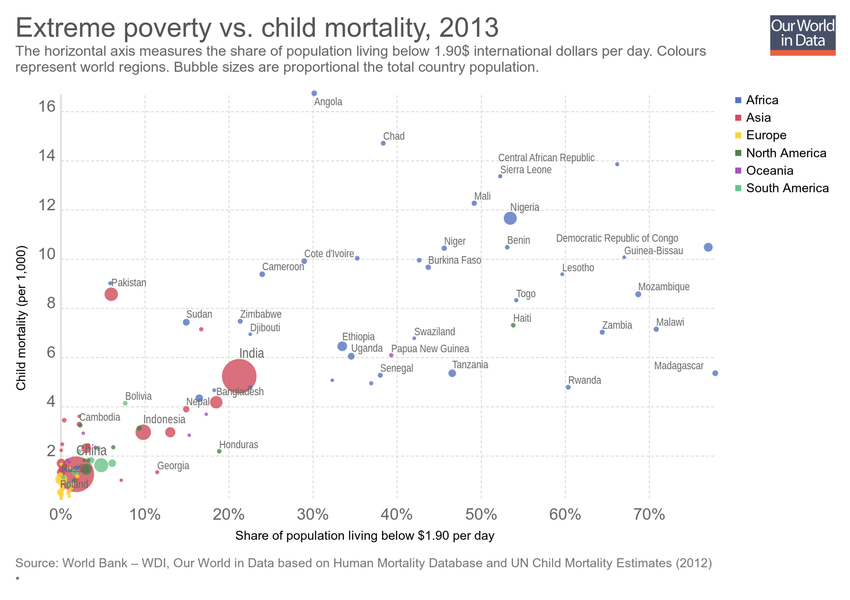 Extreme poverty vs. child mortality, 2013
Our World
in Data
The horizontal axis measures the share of population living below 1.90$ international dollars per day. Colours
represent world regions. Bubble sizes are proportional the total country population.
16
14
12
10
8
6
4
2
Child mortality (per 1,000)
Angola
Chad
Central African Republic
Sierra Leone
Mali
Nigeria
Niger
Benin
Democratic Republic of Congo
Guinea-Bissau
Cote d'Ivoire
Cameroon
Burkina Faso
Lesotho
Pakistan
Mozambique
Togo
Sudan
Zimbabwe
Djibouti
Haiti
Zambia
Malawi
Ethiopia
Swaziland
Uganda
Papua New Guinea
India
Senegal
Tanzania
Madagascar
Rwanda
Bolivia
Nepal
Bangladesh
Cambodia
Indonesia
Honduras
China
Georgia
Poland
0%
10%
20%
30%
40%
50%
60%
70%
Share of population living below $1.90 per day
Africa
Asia
Europe
North America
Oceania
South America
Source: World Bank – WDI, Our World in Data based on Human Mortality Database and UN Child Mortality Estimates (2012)
•